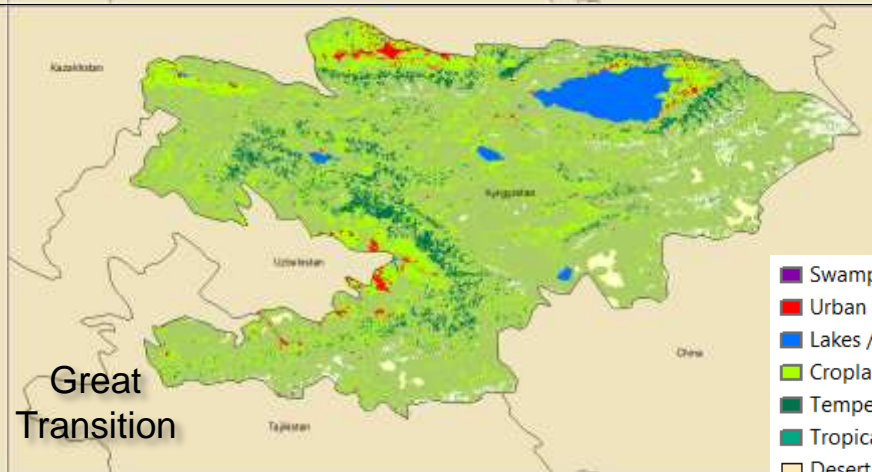 Kazakhstan
Kyrgyzstan
Uzbekistan
China
Tajikistan
Great
Transition
Swamp
Urban
Lakes /
Cropla
Tempe
Tropica
Desert